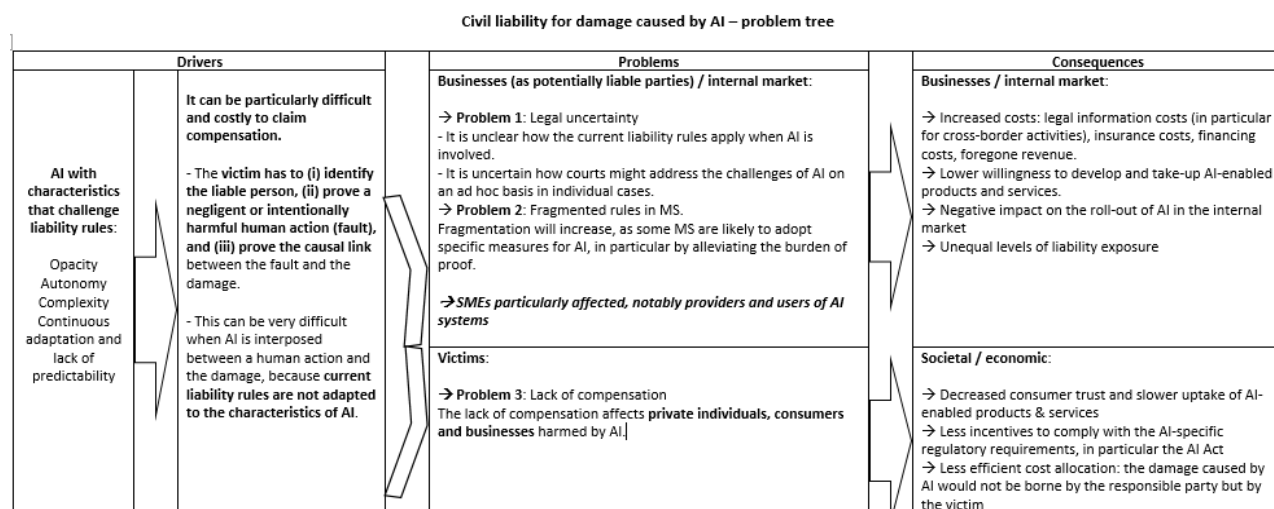 Civil liability for damage caused by AI – problem tree
Drivers
Problems
Consequences
AI with
characteristics
that challenge
liability rules:
Opacity
Autonomy
Complexity
Continuous
adaptation and
lack of
predictability
It can be particularly difficult
and costly to claim
compensation.
- The victim has to (i) identify
the liable person, (ii) prove a
negligent or intentionally
harmful human action (fault),
and (iii) prove the causal link
between the fault and the
damage.
- This can be very difficult
when AI is interposed
between a human action and
the damage, because current
liability rules are not adapted
to the characteristics of AI.
Businesses (as potentially liable parties) / internal market:
→ Problem 1: Legal uncertainty
- It is unclear how the current liability rules apply when AI is
involved.
- It is uncertain how courts might address the challenges of AI on
an ad hoc basis in individual cases.
→ Problem 2: Fragmented rules in MS.
Fragmentation will increase, as some MS are likely to adopt
specific measures for AI, in particular by alleviating the burden of
proof.
→SMEs particularly affected, notably providers and users of AI
systems
Victims:
→ Problem 3: Lack of compensation
The lack of compensation affects private individuals, consumers
and businesses harmed by AI.
Businesses / internal market:
→ Increased costs: legal information costs (in particular
for cross-border activities), insurance costs, financing
costs, foregone revenue.
→ Lower willingness to develop and take-up AI-enabled
products and services.
→ Negative impact on the roll-out of AI in the internal
market
→ Unequal levels of liability exposure
Societal / economic:
→ Decreased consumer trust and slower uptake of AI-
enabled products & services
→ Less incentives to comply with the AI-specific
regulatory requirements, in particular the AI Act
→ Less efficient cost allocation: the damage caused by
AI would not be borne by the responsible party but by
the victim